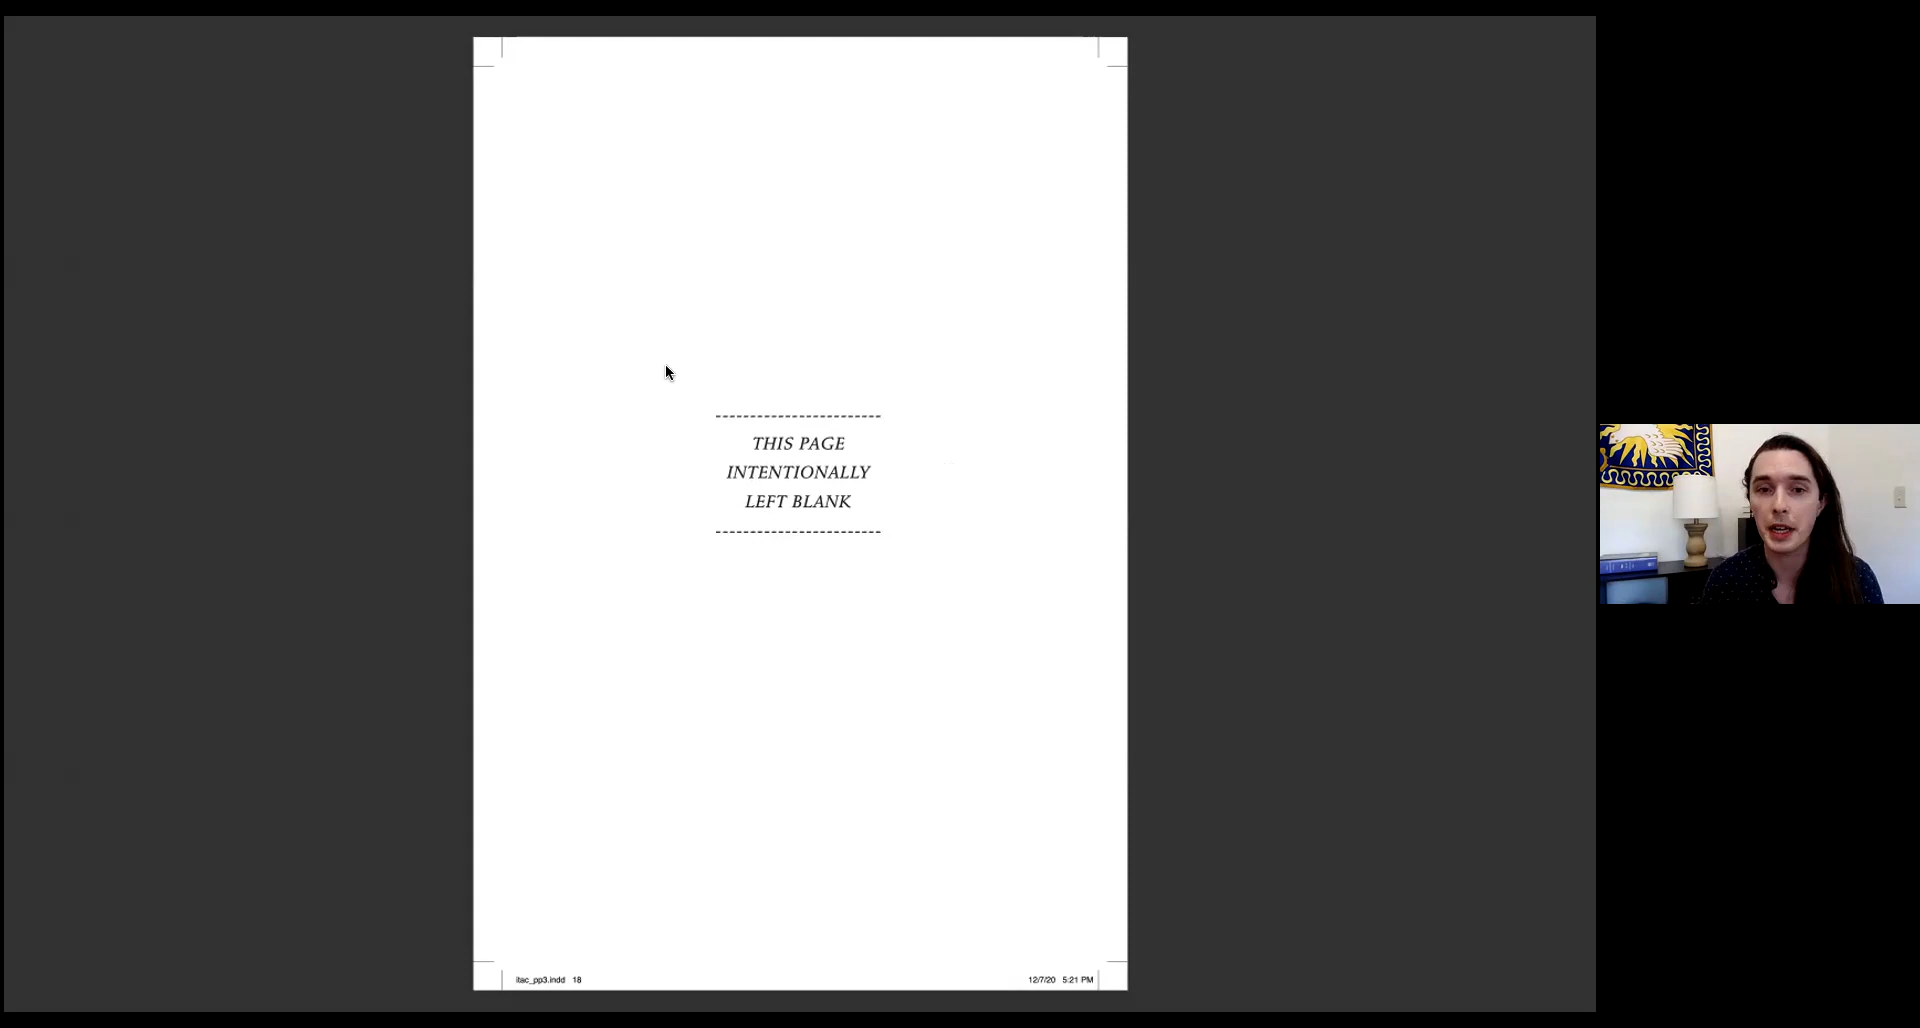 ------------------------
THIS PAGE
INTENTIONALLY
LEFT BLANK
------------------------
itac_pp3.indd 18
12/7/20 5:21 PM